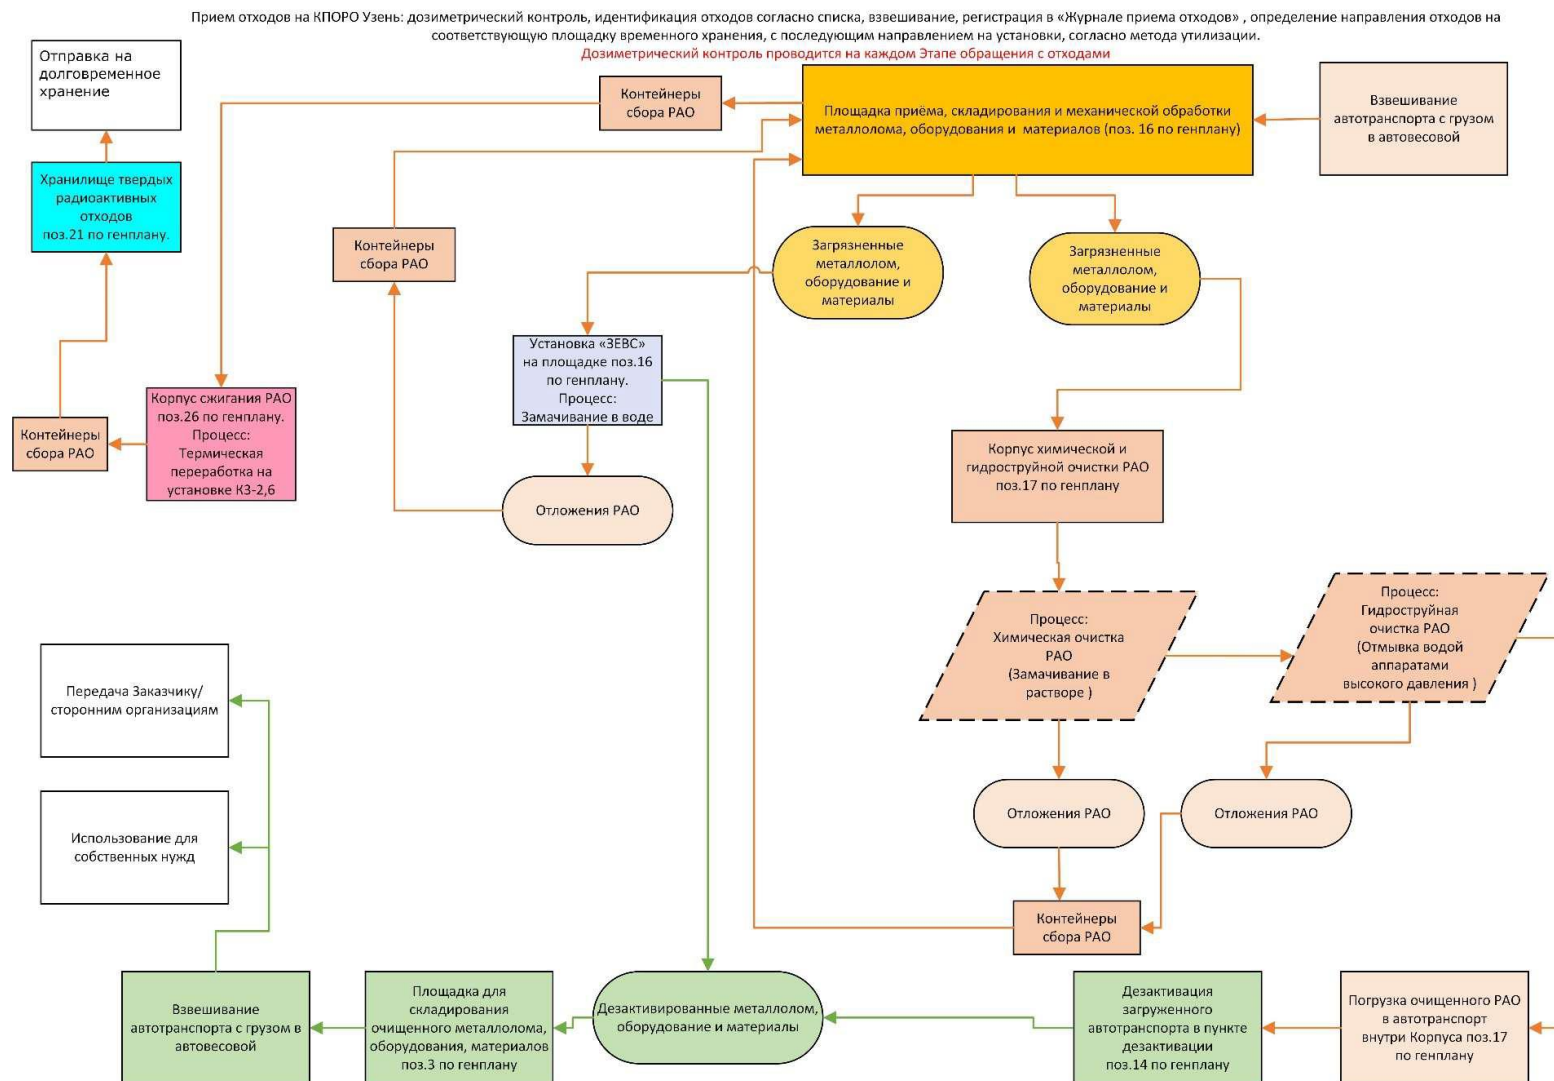 Прием отходов на КПОРО Узень: дозиметрический контроль, идентификация отходов согласно списка, взвешивание, регистрация в «Журнале приема отходов» , определение направления отходов на
соответствующую площадку временного хранения, с последующим направлением на установки, согласно метода утилизации.
Дозиметрический контроль проводится на каждом Этапе обращения с отходами
Отправка на
долговременное
хранение
Контейнеры
сбора РАО
Площадка приёма, складирования и механической обработки
металлолома, оборудования и материалов (поз. 16 по генплану)
Взвешивание
автотранспорта с грузом
в автовесовой
Хранилище твердых
радиоактивных
отходов
поз.21 по генплану.
Контейнеры
сбора РАО
Загрязненные
металлолом,
оборудование и
материалы
Загрязненные
металлолом,
оборудование и
материалы
Установка «ЗЕВС»
на площадке поз.16
по генплану.
Процесс:
Замачивание в воде
Контейнеры
сбора РАО
Корпус сжигания РАО
поз.26 по генплану.
Процесс:
Термическая
переработка на
установке КЗ-2,6
Отложения РАО
Корпус химической и
гидроструйной очистки РАО
поз.17 по генплану
Процесс:
Химическая очистка
РАО
(Замачивание в
растворе )
Процесс:
Гидроструйная
очистка РАО
(Отмывка водой
аппаратами
высокого давления )
Передача Заказчику/
сторонним организациям
Использование для
собственных нужд
Отложения РАО
Отложения РАО
Контейнеры
сбора РАО
Взвешивание
автотранспорта с грузом в
автовесовой
Площадка для
складирования
очищенного металлолома,
оборудования, материалов
поз.3 по генплану
Дезактивированные металлолом,
оборудование и материалы
Дезактивация
загруженного
автотранспорта в пункте
дезактивации
поз.14 по генплану
Погрузка очищенного РАО
в автотранспорт
внутри Корпуса поз.17
по генплану